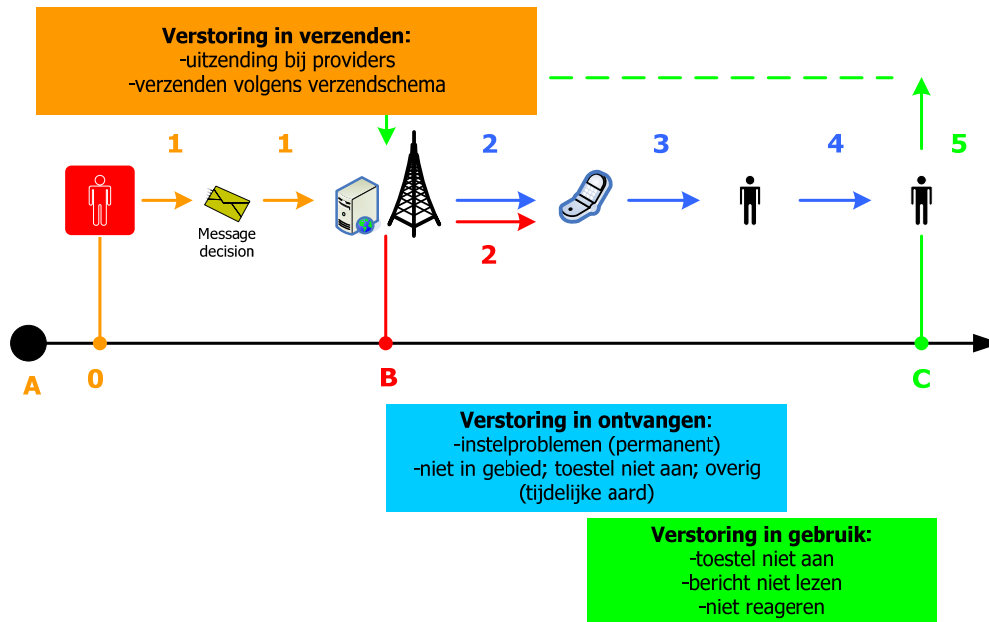 Verstoring in verzenden:
-uitzending bij providers
-verzenden volgens verzendschema
1 1 2 3 4 5
Message
decision
2
A 0 B C
Verstoring in ontvangen:
-instelproblemen (permanent)
-niet in gebied; toestel niet aan; overig
(tijdelijke aard)
Verstoring in gebruik:
-toestel niet aan
-bericht niet lezen
-niet reageren